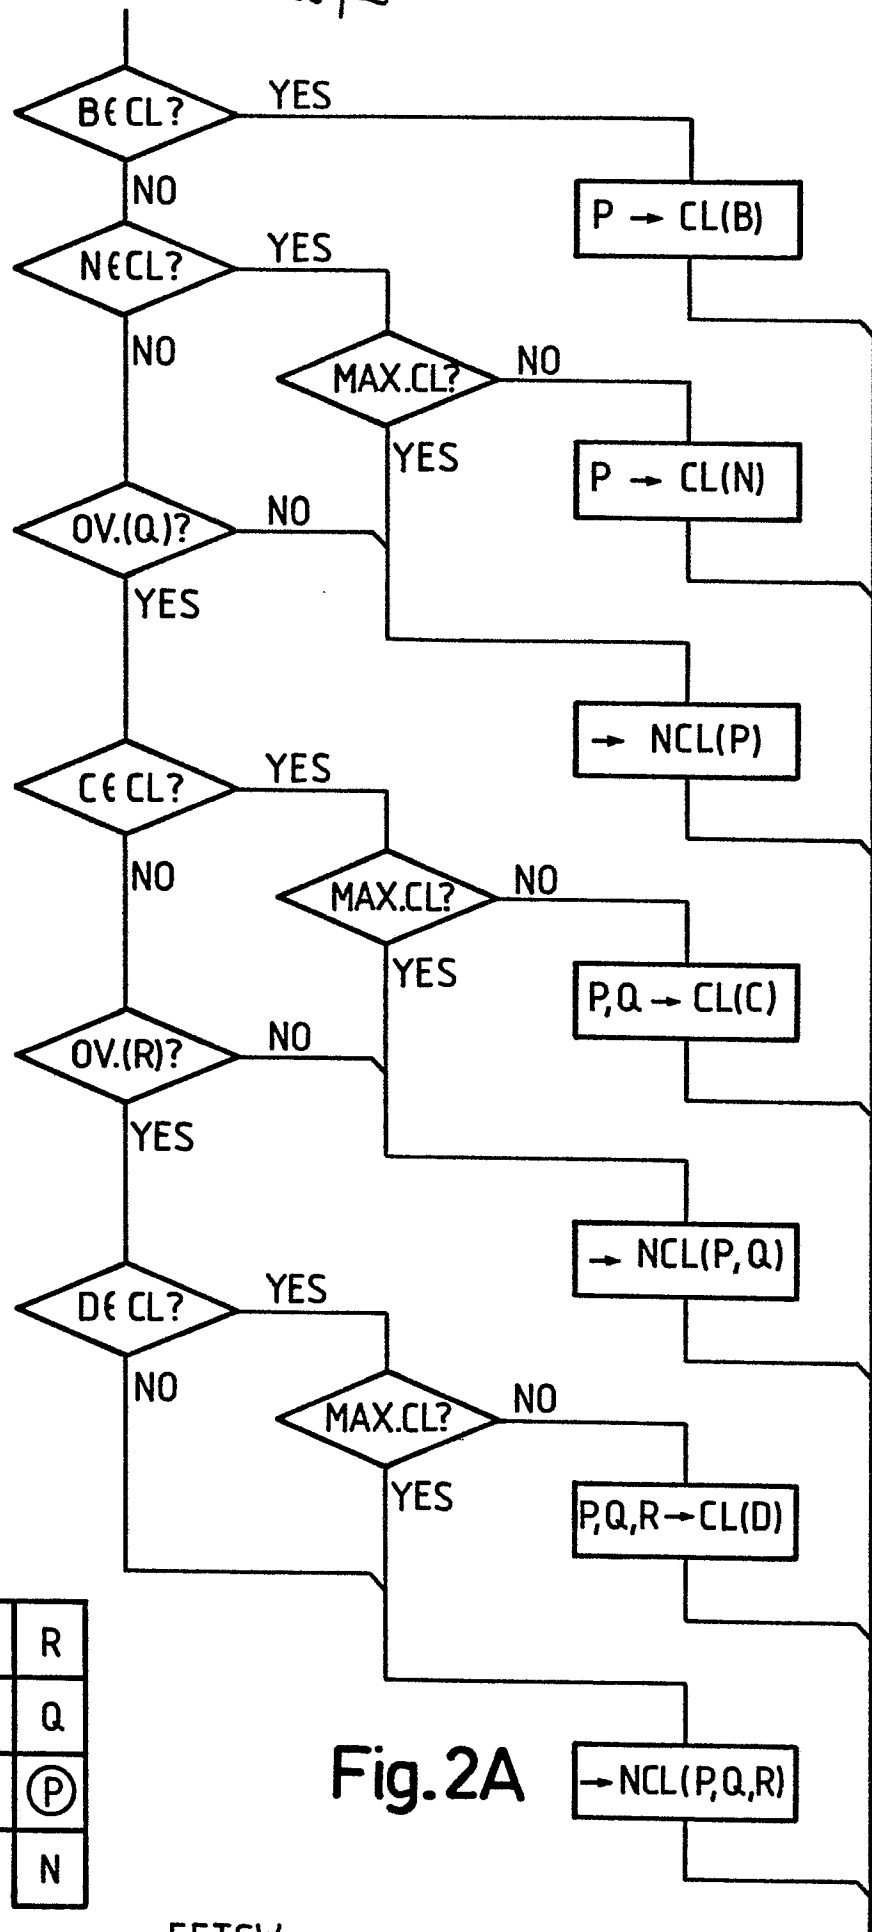 B∈CL?
YES
NO
P → CL(B)
N∈CL?
YES
NO
MAX.CL?
NO
YES
P → CL(N)
OV.(Q)?
NO
YES
→ NCL(P)
C∈CL?
YES
NO
MAX.CL?
NO
YES
P,Q → CL(C)
OV.(R)?
NO
YES
→ NCL(P,Q)
D∈CL?
YES
NO
MAX.CL?
NO
YES
P,Q,R→CL(D)
R
Q
P
N
Fig.2A
→NCL(P,Q,R)